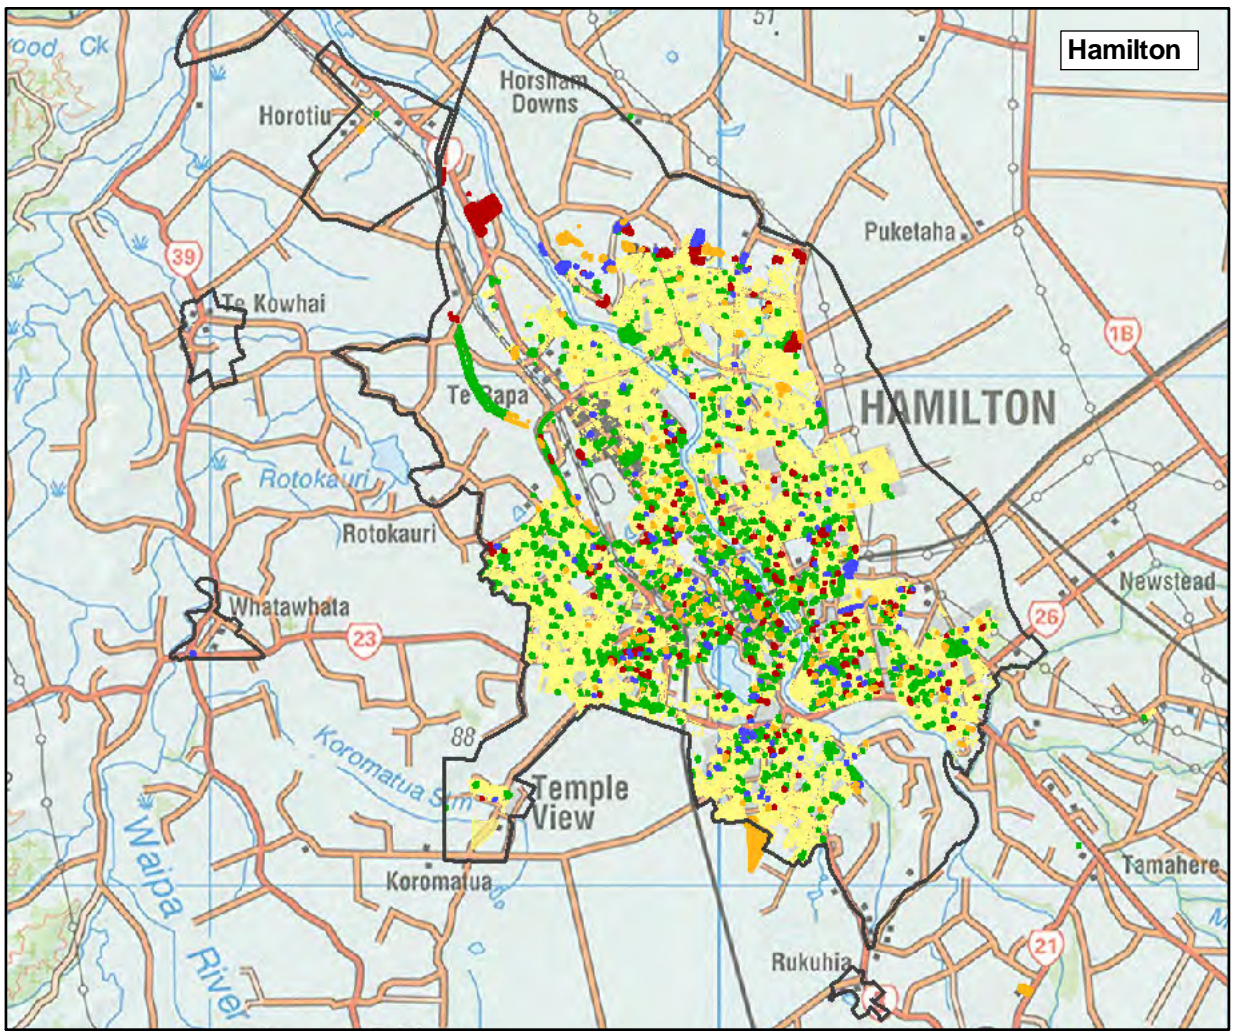 57
Hamilton
ood Ck
Horsham
Downs
Horotiu
Puketaha
39
Te Kowhai
1B
Te Rapa
HAMILTON
L
Rotokauri
Rotokauri
Newstead
Whatawhata
26
23
88
Koromatua Stm
Temple
View
Waipa
River
Koromatua
Tamahere
21
Rukuhia
M